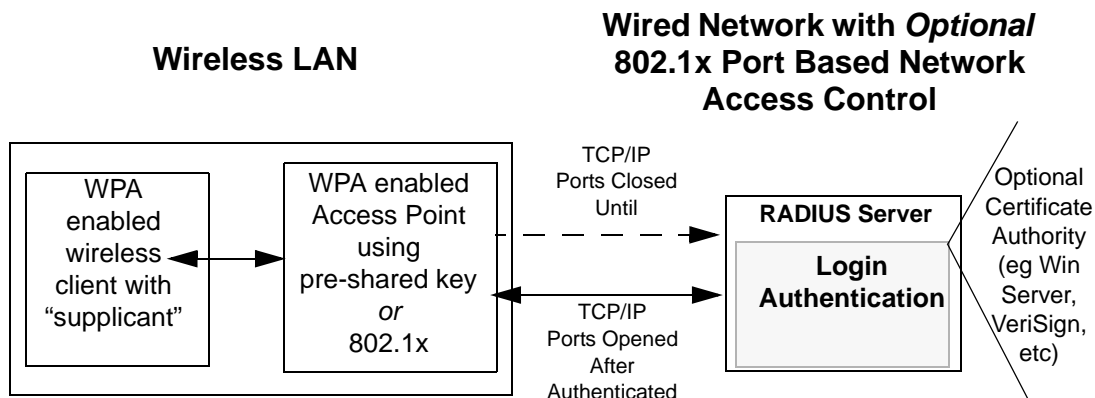 Wireless LAN
Wired Network with Optional
802.1x Port Based Network
Access Control
WPA
enabled
wireless
client with
“supplicant”
WPA enabled
Access Point
using
pre-shared key
or
802.1x
TCP/IP
Ports Closed
Until
TCP/IP
Ports Opened
After
Authenticated
RADIUS Server
Login
Authentication
Optional
Certificate
Authority
(eg Win
Server,
VeriSign,
etc)